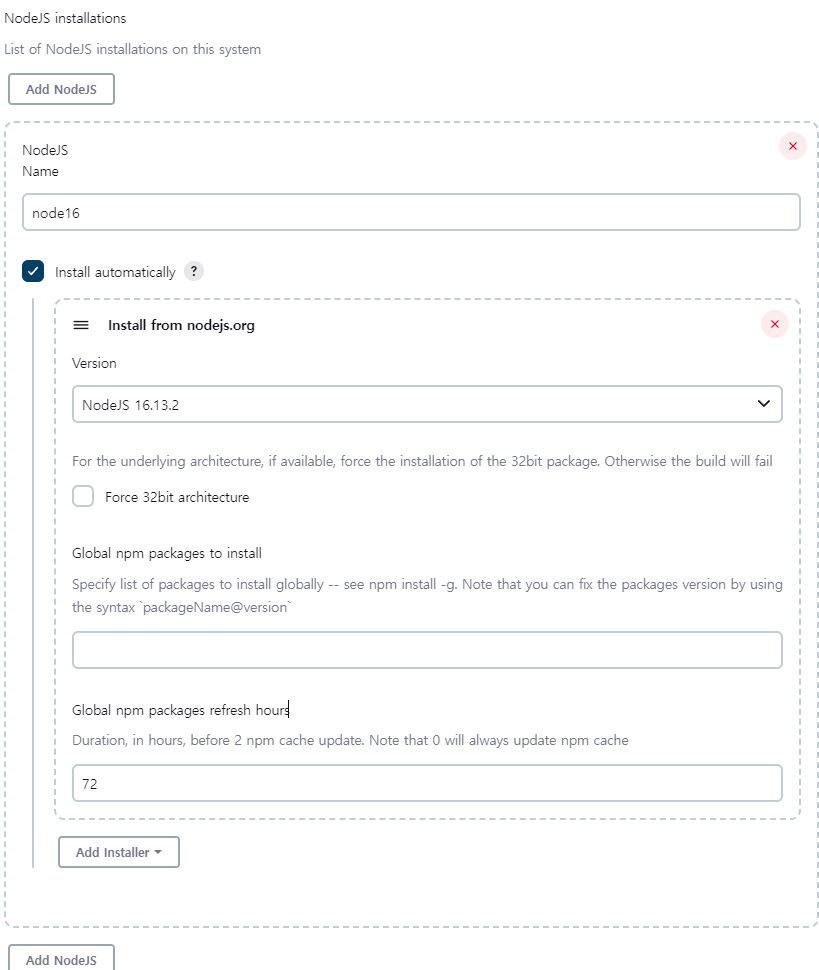 NodeJS installations
List of NodeJS installations on this system
Add NodeJS
NodeJS
Name
node16
Install automatically ?
Install from nodejs.org
Version
NodeJS 16.13.2
For the underlying architecture, if available, force the installation of the 32bit package. Otherwise the build will fail
Force 32bit architecture
Global npm packages to install
Specify list of packages to install globally -- see npm install -g. Note that you can fix the packages version by using
the syntax `packageName@version`
Global npm packages refresh hours
Duration, in hours, before 2 npm cache update. Note that 0 will always update npm cache
72
Add Installer
Add NodeJS